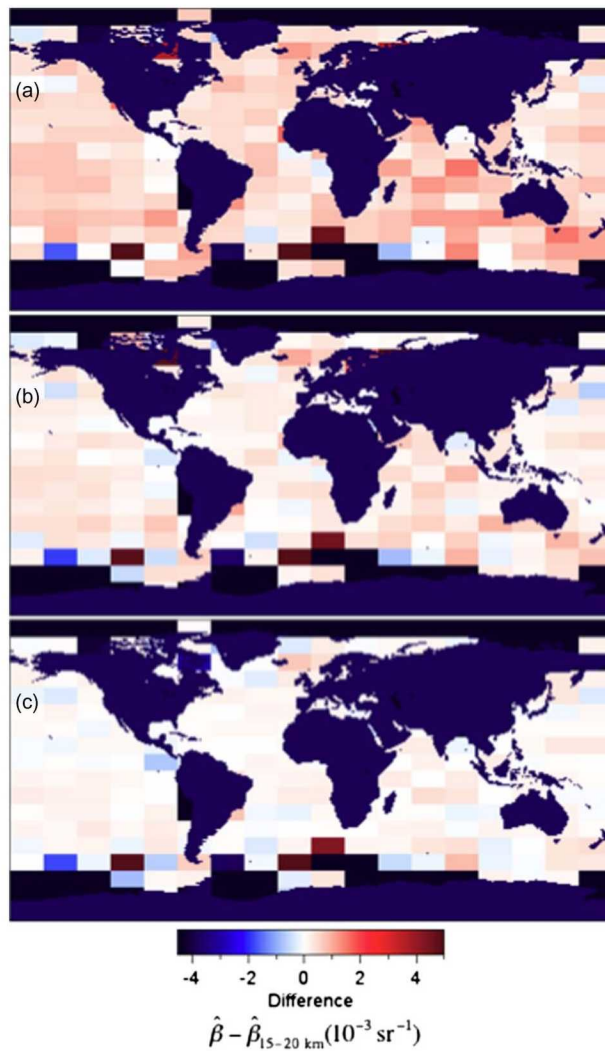 (a)
(b)
(c)
-4 -2 0 2 4
Difference
β̂ − β̂15–20 km(10⁻³ sr⁻¹)